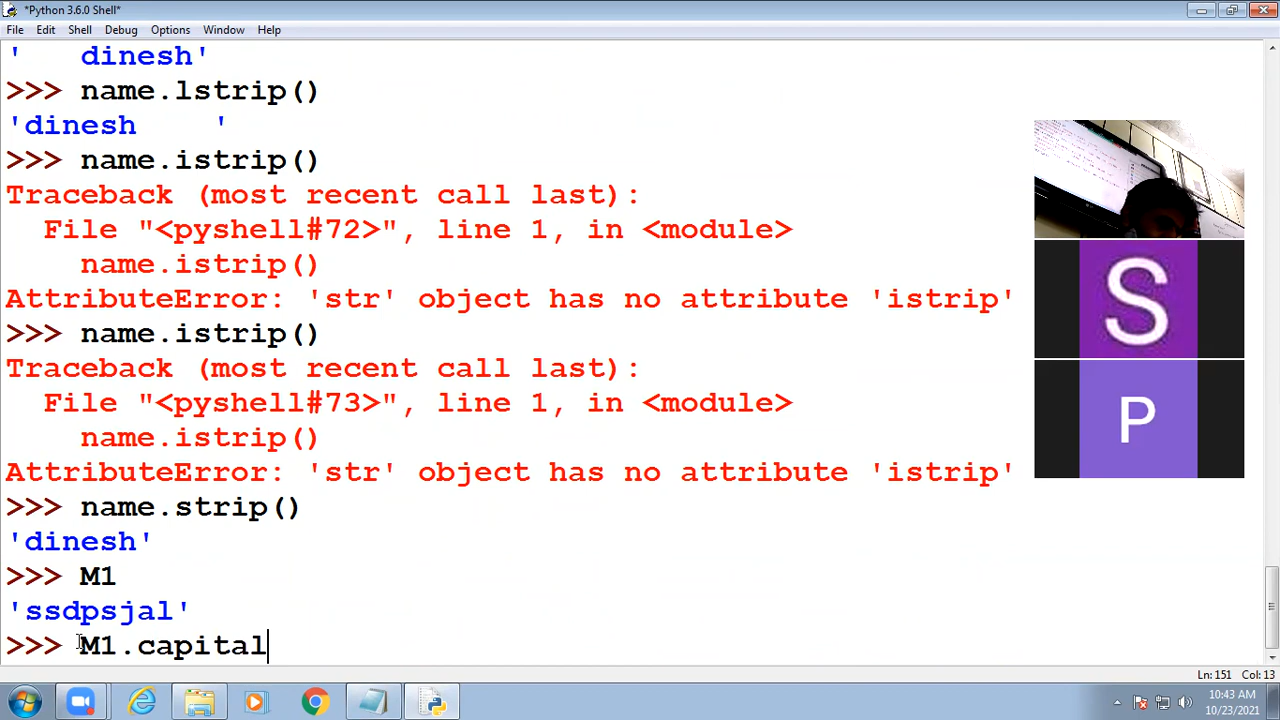 *Python 3.6.0 Shell*
File Edit Shell Debug Options Window Help
'   dinesh'
>>> name.lstrip()
'dinesh    '
>>> name.istrip()
Traceback (most recent call last):
  File "<pyshell#72>", line 1, in <module>
    name.istrip()
AttributeError: 'str' object has no attribute 'istrip'
>>> name.istrip()
Traceback (most recent call last):
  File "<pyshell#73>", line 1, in <module>
    name.istrip()
AttributeError: 'str' object has no attribute 'istrip'
>>> name.strip()
'dinesh'
>>> M1
'ssdpsjal'
>>> M1.capital
S
P
Ln: 151 Col: 13
10:43 AM
10/23/2021